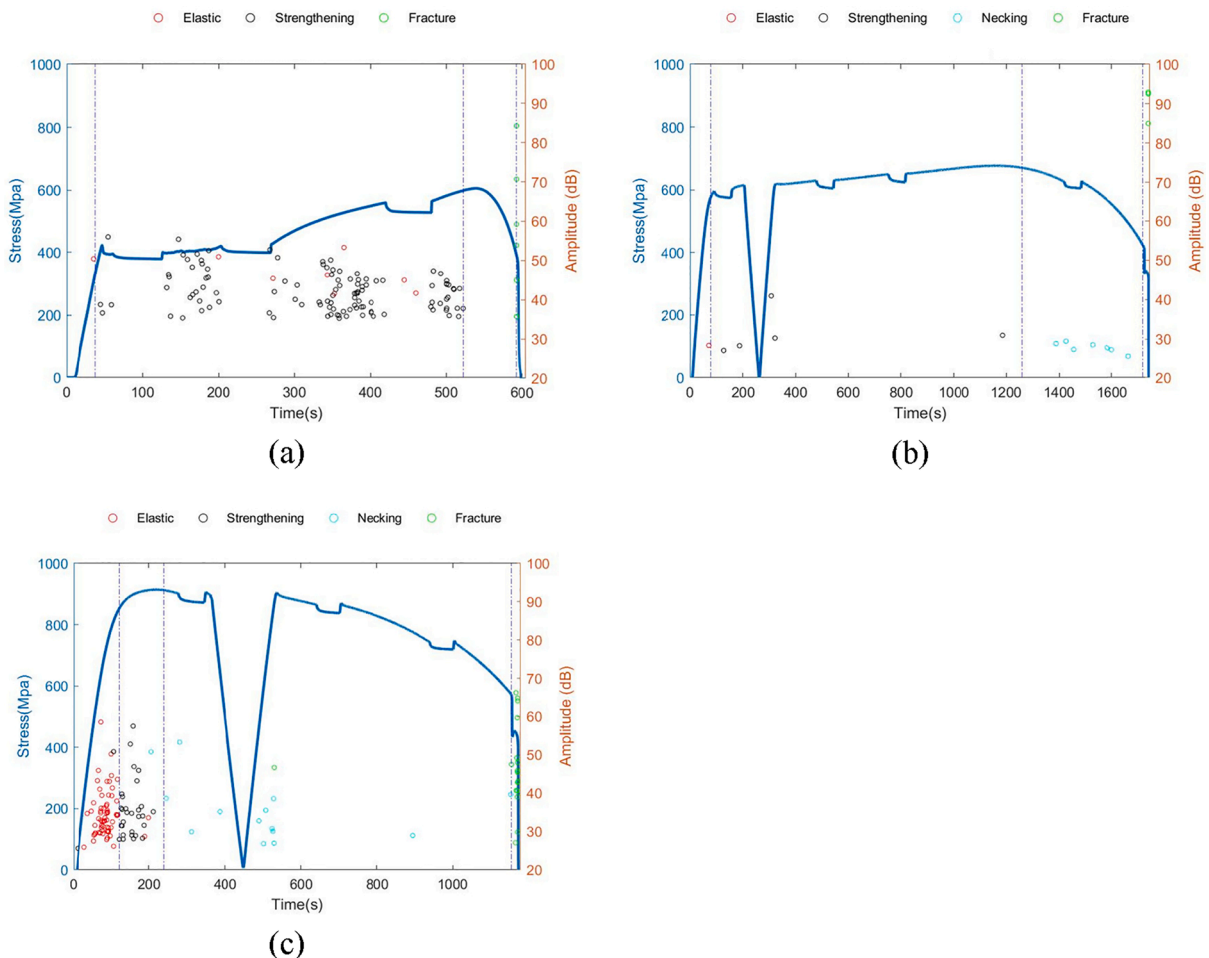 Elastic Strengthening Fracture
1000
800
600
400
200
0
Stress(Mpa)
100
90
80
70
60
50
40
30
20
Amplitude (dB)
0 100 200 300 400 500 600
Time(s)
(a)
Elastic Strengthening Necking Fracture
1000
800
600
400
200
0
Stress(Mpa)
100
90
80
70
60
50
40
30
20
Amplitude (dB)
0 200 400 600 800 1000 1200 1400 1600
Time(s)
(b)
Elastic Strengthening Necking Fracture
1000
800
600
400
200
0
Stress(Mpa)
100
90
80
70
60
50
40
30
20
Amplitude (dB)
0 200 400 600 800 1000
Time(s)
(c)